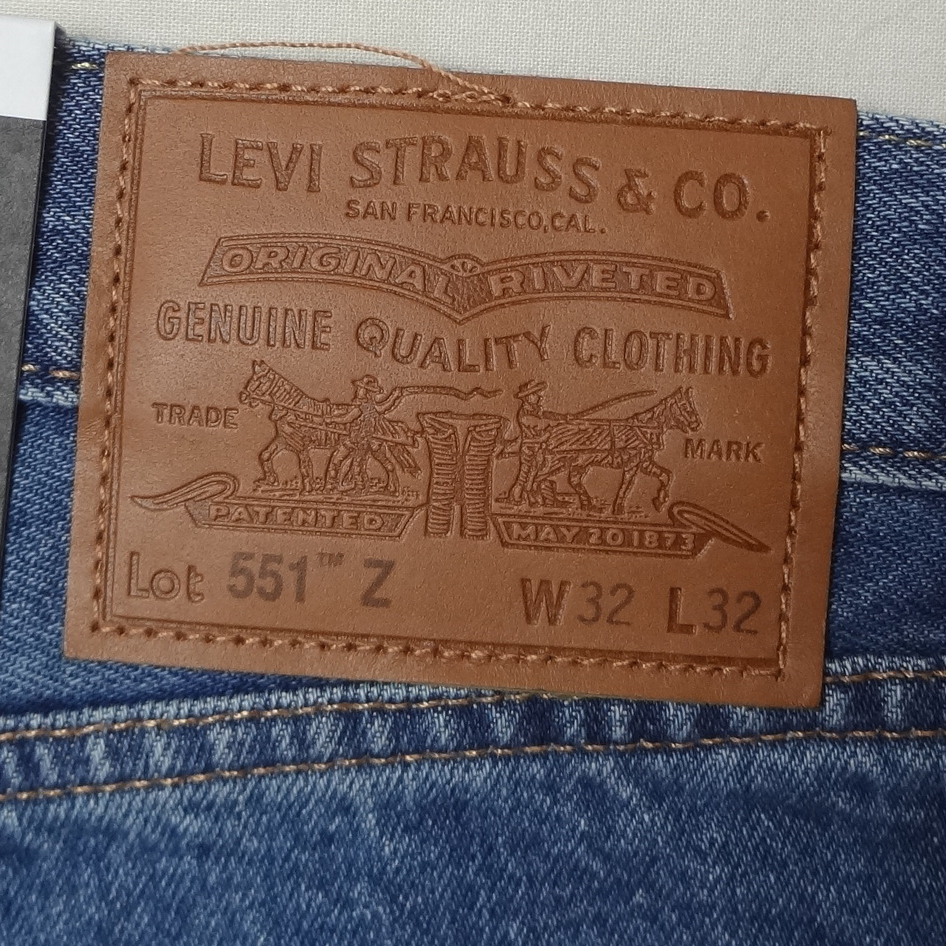 LEVI STRAUSS & CO.
SAN FRANCISCO, CAL.
ORIGINAL RIVETED
GENUINE QUALITY CLOTHING
TRADE MARK
PATENTED MAY 20 1873
Lot 551™ Z W32 L32